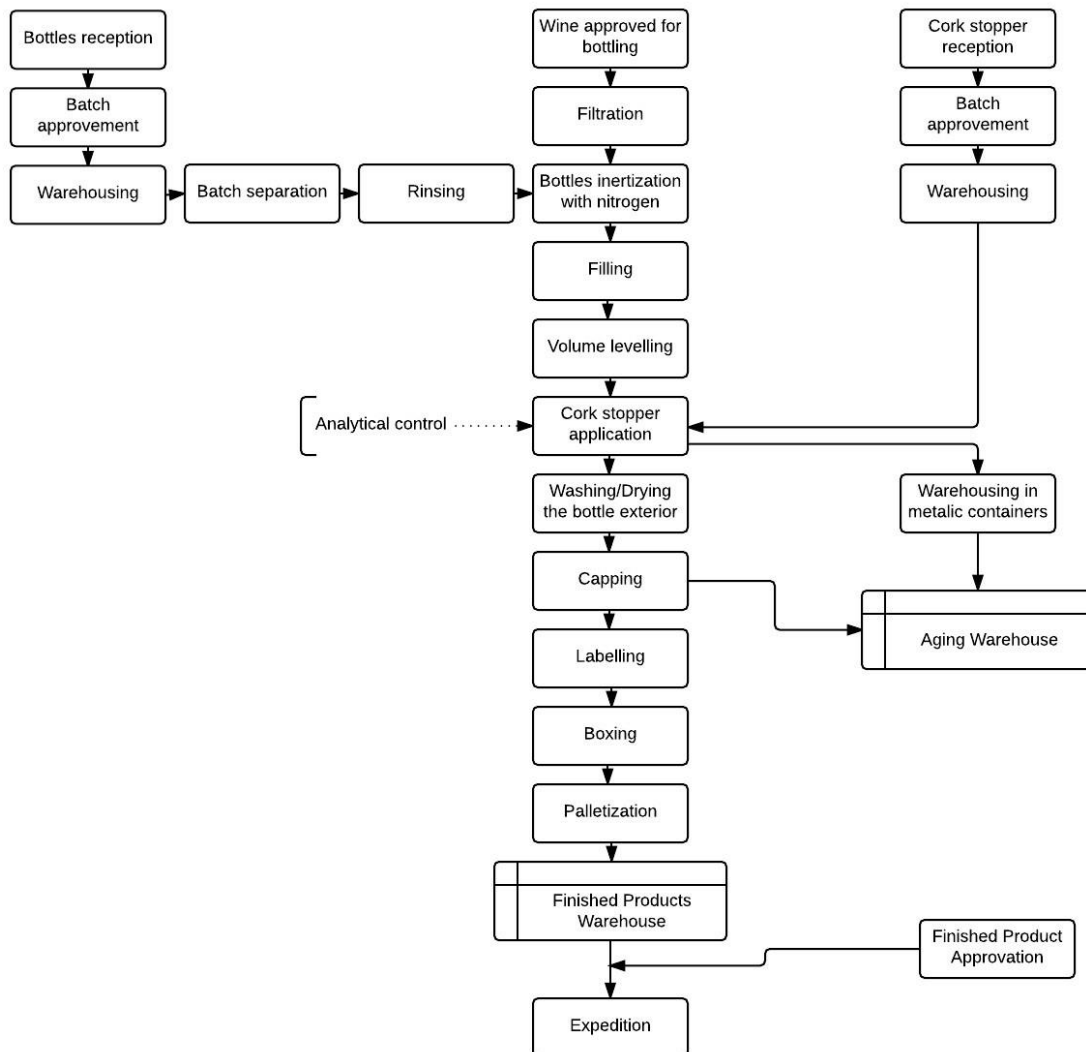 Bottles reception
Wine approved for
bottling
Cork stopper
reception
Batch
approvement
Filtration
Batch
approvement
Warehousing
Batch separation
Rinsing
Bottles inertization
with nitrogen
Warehousing
Filling
Volume levelling
Analytical control
Cork stopper
application
Washing/Drying
the bottle exterior
Warehousing in
metalic containers
Capping
Aging Warehouse
Labelling
Boxing
Palletization
Finished Products
Warehouse
Finished Product
Approvation
Expedition